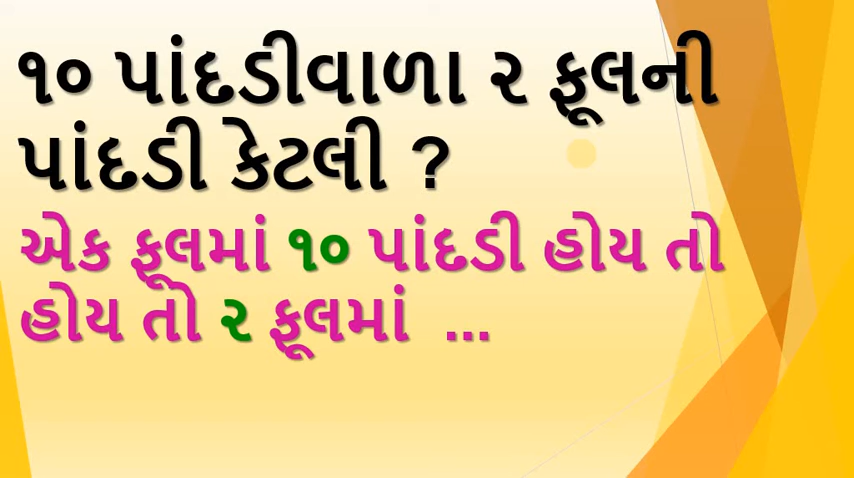 ૧૦ પાંદડીવાળા ૨ ફૂલની
પાંદડી કેટલી ?
એક ફૂલમાં ૧૦ પાંદડી હોય તો
હોય તો ૨ ફૂલમાં ...